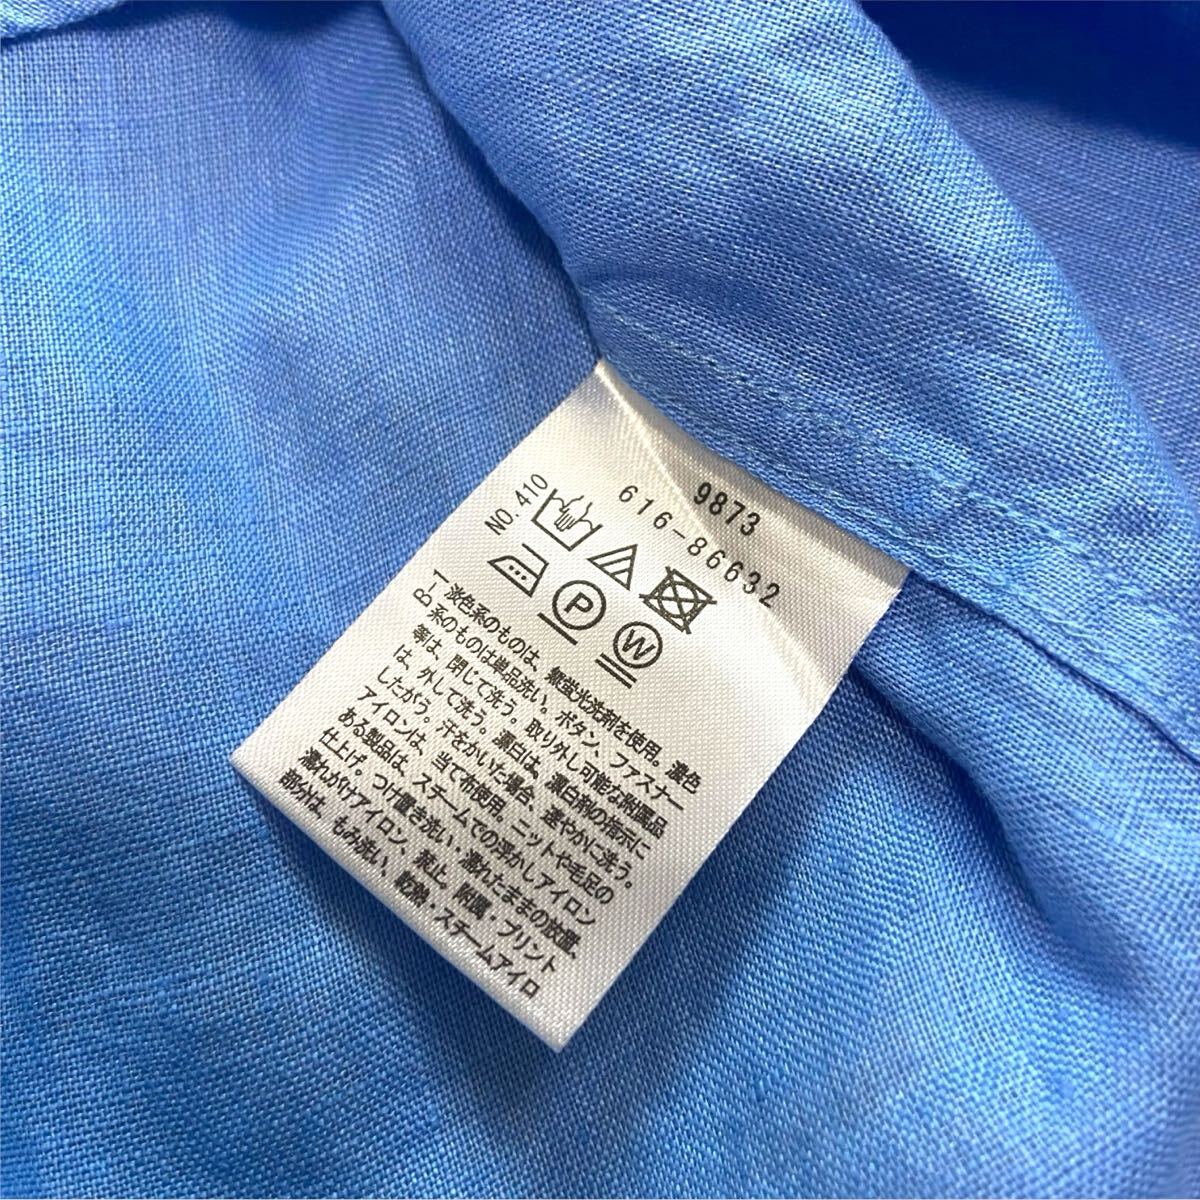 9873
616-86632
NO.410
P
W
B-1 淡色系のものは、無蛍光洗剤を使用。濃色
系のものは単品洗い。ボタン、ファスナー
等は、閉じて洗う。取り外し可能な附属品
は、外して洗う。漂白は、漂白剤の指示に
したがう。汗をかいた場合、速やかに洗う。
アイロンは、当て布使用。ニットや毛足の
ある製品は、スチームでの浮かしアイロン
仕上げ。つけ置き洗い・濡れたままの放置、
濡れがけアイロン、禁止。附属・プリント
部分は、もみ洗い、乾熱・スチームアイロ